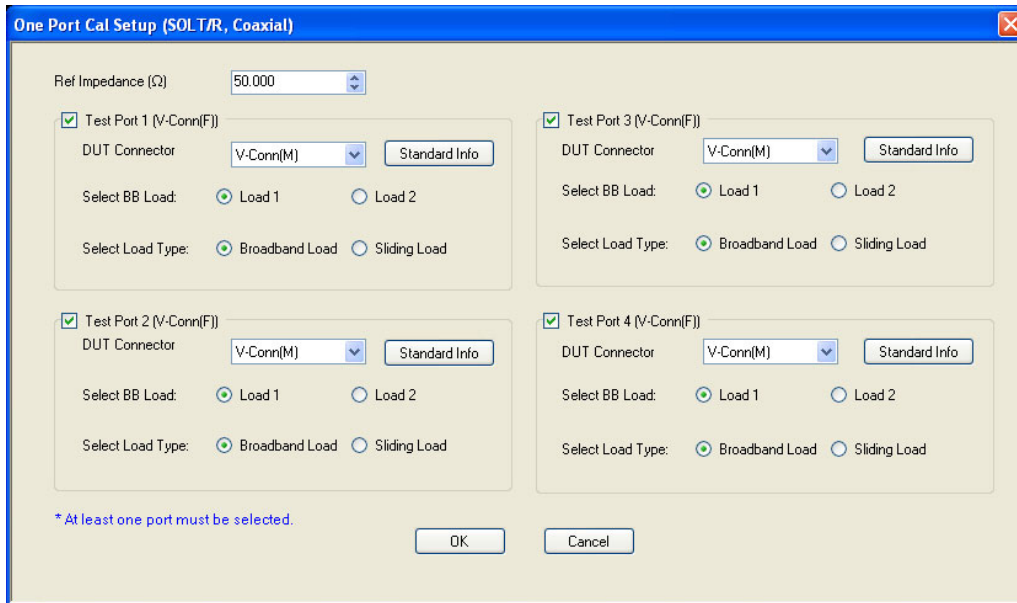 One Port Cal Setup (SOLT/R, Coaxial)
Ref Impedance (Ω) 50.000
Test Port 1 (V-Conn(F))
DUT Connector V-Conn(M) Standard Info
Select BB Load: Load 1 Load 2
Select Load Type: Broadband Load Sliding Load
Test Port 3 (V-Conn(F))
DUT Connector V-Conn(M) Standard Info
Select BB Load: Load 1 Load 2
Select Load Type: Broadband Load Sliding Load
Test Port 2 (V-Conn(F))
DUT Connector V-Conn(M) Standard Info
Select BB Load: Load 1 Load 2
Select Load Type: Broadband Load Sliding Load
Test Port 4 (V-Conn(F))
DUT Connector V-Conn(M) Standard Info
Select BB Load: Load 1 Load 2
Select Load Type: Broadband Load Sliding Load
* At least one port must be selected.
OK Cancel